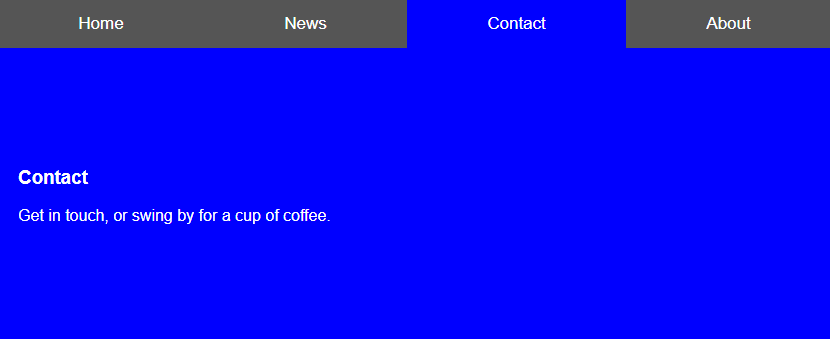 Home News Contact About
Contact
Get in touch, or swing by for a cup of coffee.